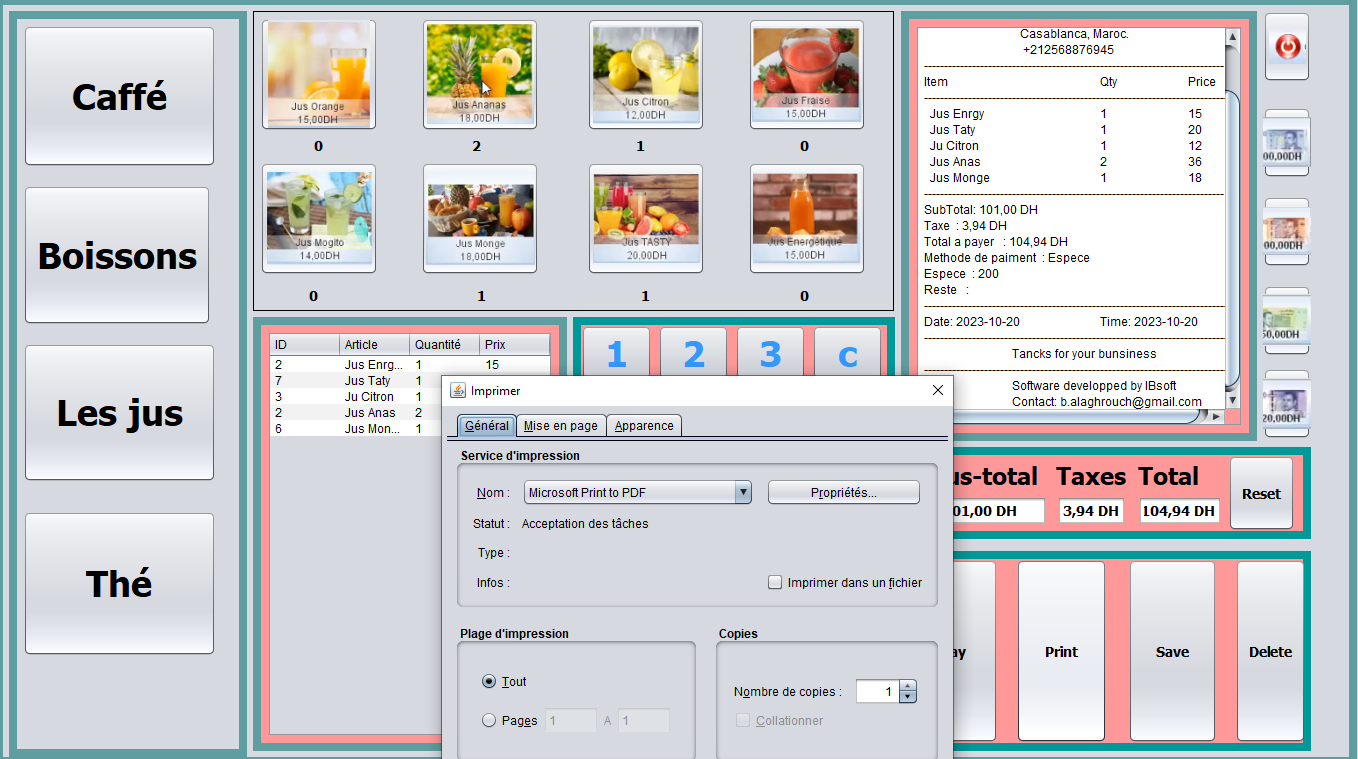 Caffé
Boissons
Les jus
Thé
Jus Orange
15,00DH
0
Jus Ananas
18,00DH
2
Jus Citron
12,00DH
1
Jus Fraise
15,00DH
0
Jus Mogito
14,00DH
0
Jus Monge
18,00DH
1
Jus TASTY
20,00DH
1
Jus Energétique
15,00DH
0
Casablanca, Maroc.
+212568876945
Item Qty Price
Jus Enrgy 1 15
Jus Taty 1 20
Ju Citron 1 12
Jus Anas 2 36
Jus Monge 1 18
SubTotal: 101,00 DH
Taxe : 3,94 DH
Total a payer : 104,94 DH
Methode de paiment : Espece
Espece : 200
Reste :
Date: 2023-10-20 Time: 2023-10-20
Tancks for your bunsiness
Software developped by IBsoft
Contact: b.alaghrouch@gmail.com
00,00DH
00,00DH
50,00DH
20,00DH
ID Article Quantité Prix
2 Jus Enrg... 1 15
7 Jus Taty 1
3 Ju Citron 1
2 Jus Anas 2
6 Jus Mon... 1
1 2 3 c
Imprimer
Général Mise en page Apparence
Service d'impression
Nom : Microsoft Print to PDF Propriétés...
Statut : Acceptation des tâches
Type :
Infos : Imprimer dans un fichier
Plage d'impression
Tout
Pages 1 A 1
Copies
Nombre de copies : 1
Collationner
us-total Taxes Total
01,00 DH 3,94 DH 104,94 DH
Reset
ay Print Save Delete